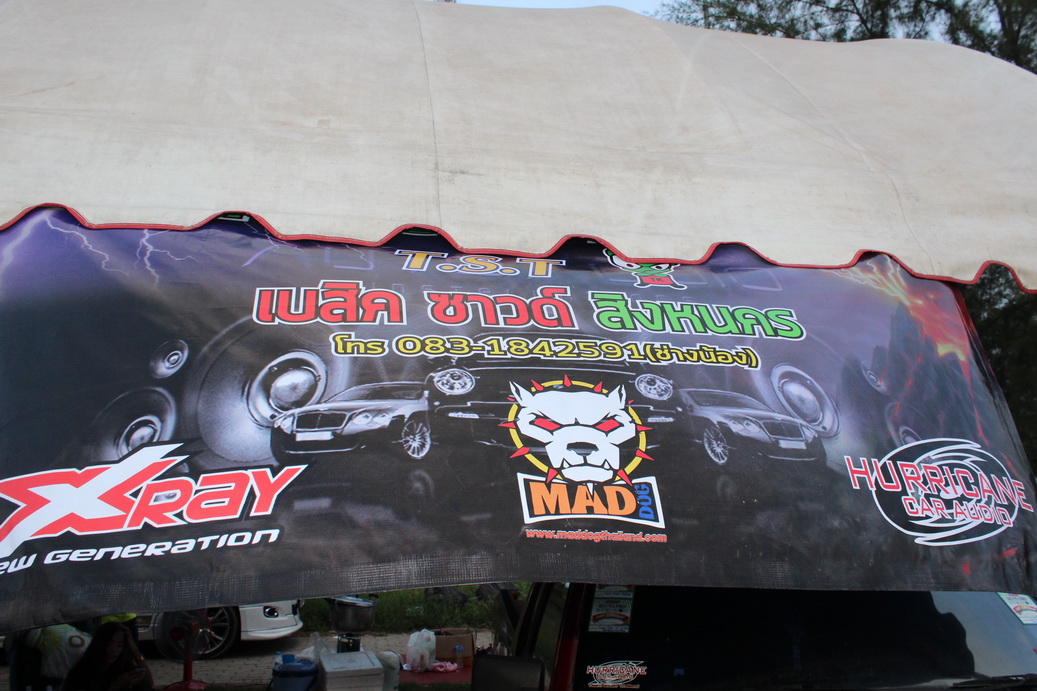 T.S.T
เบสิค ซาวด์ สิงหนคร
โทร 083-1842591(ช่างน้อง)
XRAY
EW GENERATION
MAD DOG
www.maddogthailand.com
HURRICANE
CAR AUDIO
HURRICANE